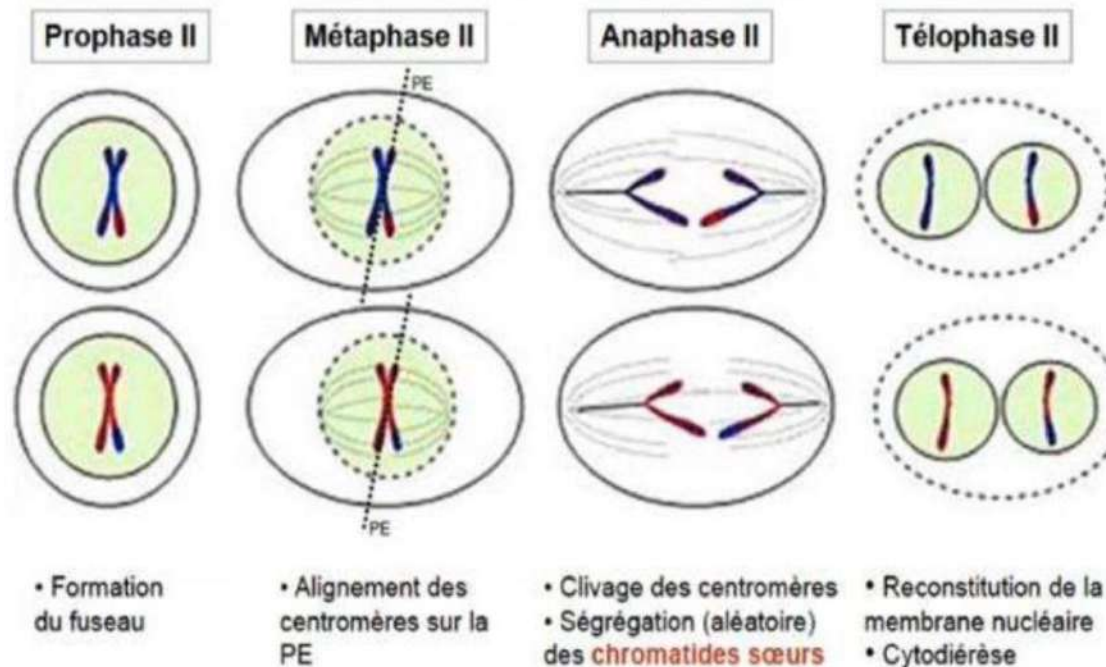 Prophase II
Métaphase II
Anaphase II
Télophase II
PE
PE
• Formation
du fuseau
• Alignement des
centromères sur la
PE
• Clivage des centromères
• Ségrégation (aléatoire)
des chromatides sœurs
• Reconstitution de la
membrane nucléaire
• Cytodiérèse